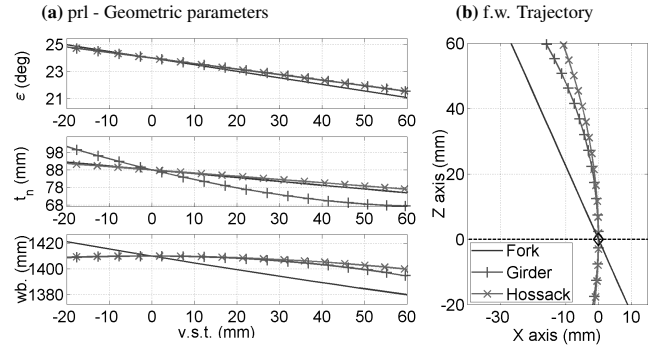 (a) prl - Geometric parameters
25
23
21
ε (deg)
-20 -10 0 10 20 30 40 50 60
98
88
78
68
t_n (mm)
-20 -10 0 10 20 30 40 50 60
1420
1400
1380
wb. (mm)
-20 -10 0 10 20 30 40 50 60
v.s.t. (mm)
(b) f.w. Trajectory
60
40
20
0
-20
Z axis (mm)
Fork
Girder
Hossack
-30 -20 -10 0 10
X axis (mm)